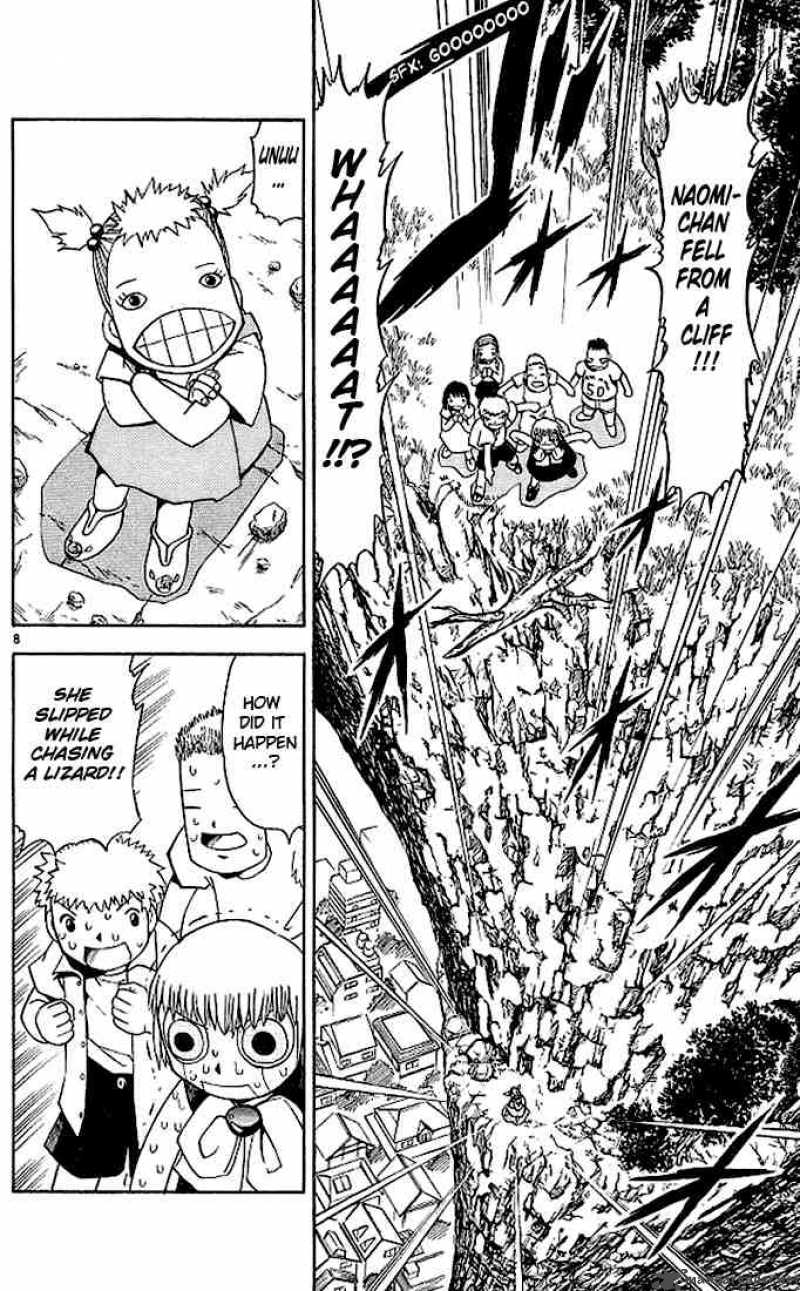 SFX: GOOOOOOOO
NAOMI-
CHAN
FELL
FROM
A
CLIFF
!!!
WHAAAAAAAT
!!?
UNUU
...
8
HOW
DID IT
HAPPEN
...?
SHE
SLIPPED
WHILE
CHASING
A LIZARD!!